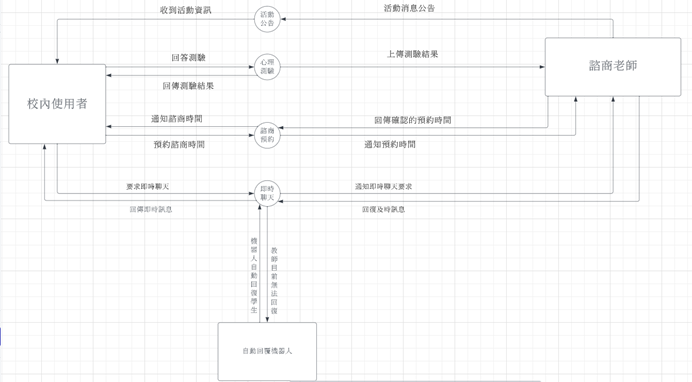 收到活動資訊
活動
公告
活動消息公告
回答測驗
心理
測驗
上傳測驗結果
諮商老師
校內使用者
回傳測驗結果
通知諮商時間
諮商
預約
回傳確認的預約時間
預約諮商時間
通知預約時間
要求即時聊天
即時
聊天
通知即時聊天要求
回傳即時訊息
回復及時訊息
機器人自動回復學生
教師目前無法回復
自動回覆機器人